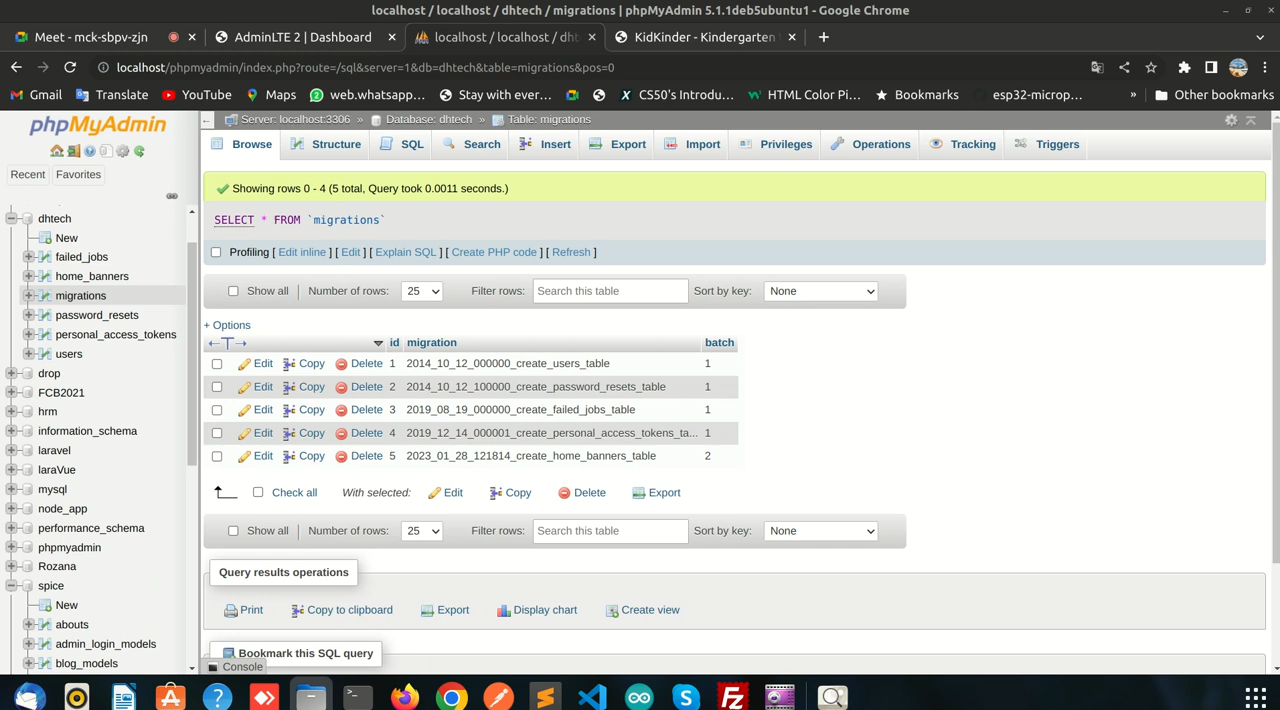 localhost / localhost / dhtech / migrations | phpMyAdmin 5.1.1deb5ubuntu1 - Google Chrome
Meet - mck-sbpv-zjn
AdminLTE 2 | Dashboard
localhost / localhost / dht
KidKinder - Kindergarten
localhost/phpmyadmin/index.php?route=/sql&server=1&db=dhtech&table=migrations&pos=0
Gmail Translate YouTube Maps web.whatsapp... Stay with ever... CS50's Introdu... HTML Color Pi... Bookmarks esp32-microp... » Other bookmarks
phpMyAdmin
Recent Favorites
dhtech
New
failed_jobs
home_banners
migrations
password_resets
personal_access_tokens
users
drop
FCB2021
hrm
information_schema
laravel
laraVue
mysql
node_app
performance_schema
phpmyadmin
Rozana
spice
New
abouts
admin_login_models
blog_models
Server: localhost:3306 » Database: dhtech » Table: migrations
Browse Structure SQL Search Insert Export Import Privileges Operations Tracking Triggers
Showing rows 0 - 4 (5 total, Query took 0.0011 seconds.)
SELECT * FROM `migrations`
Profiling [ Edit inline ] [ Edit ] [ Explain SQL ] [ Create PHP code ] [ Refresh ]
Show all | Number of rows: 25 Filter rows: Search this table Sort by key: None
+ Options
←T→ id migration batch
Edit Copy Delete 1 2014_10_12_000000_create_users_table 1
Edit Copy Delete 2 2014_10_12_100000_create_password_resets_table 1
Edit Copy Delete 3 2019_08_19_000000_create_failed_jobs_table 1
Edit Copy Delete 4 2019_12_14_000001_create_personal_access_tokens_ta... 1
Edit Copy Delete 5 2023_01_28_121814_create_home_banners_table 2
Check all With selected: Edit Copy Delete Export
Show all | Number of rows: 25 Filter rows: Search this table Sort by key: None
Query results operations
Print Copy to clipboard Export Display chart Create view
Bookmark this SQL query
Console